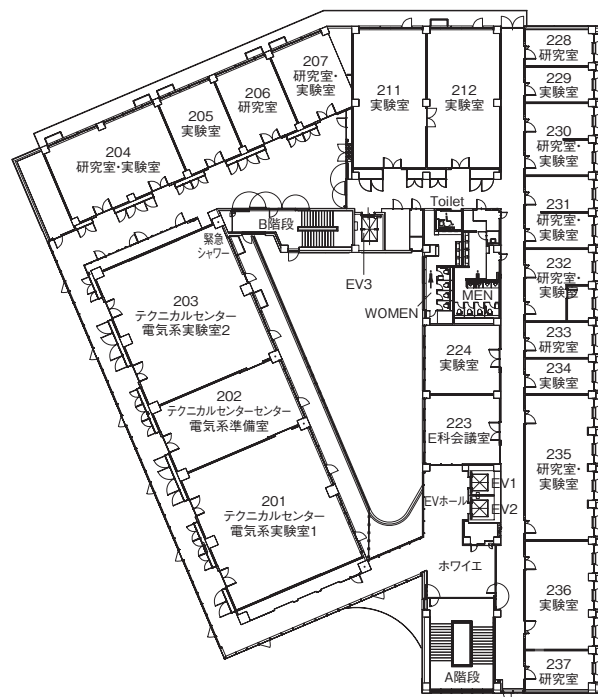 207
研究室・
実験室
206
研究室
205
実験室
204
研究室・実験室
211
実験室
212
実験室
228
研究室
229
実験室
230
研究室・
実験室
231
研究室・
実験室
232
研究室・
実験室
233
研究室
234
実験室
235
研究室・
実験室
236
実験室
237
研究室
Toilet
B階段
緊急
シャワー
EV3
WOMEN
MEN
203
テクニカルセンター
電気系実験室2
202
テクニカルセンターセンター
電気系準備室
201
テクニカルセンター
電気系実験室1
224
実験室
223
E科会議室
EVホール
EV1
EV2
ホワイエ
A階段